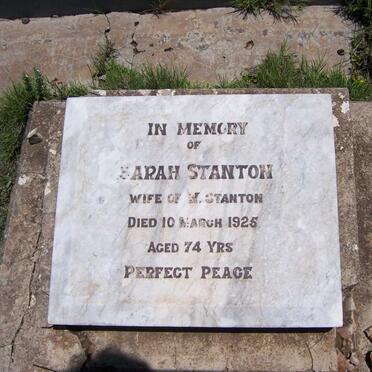 IN MEMORY
OF
SARAH STANTON
WIFE OF W. STANTON
DIED 10 MARCH 1925
AGED 74 YRS
PERFECT PEACE